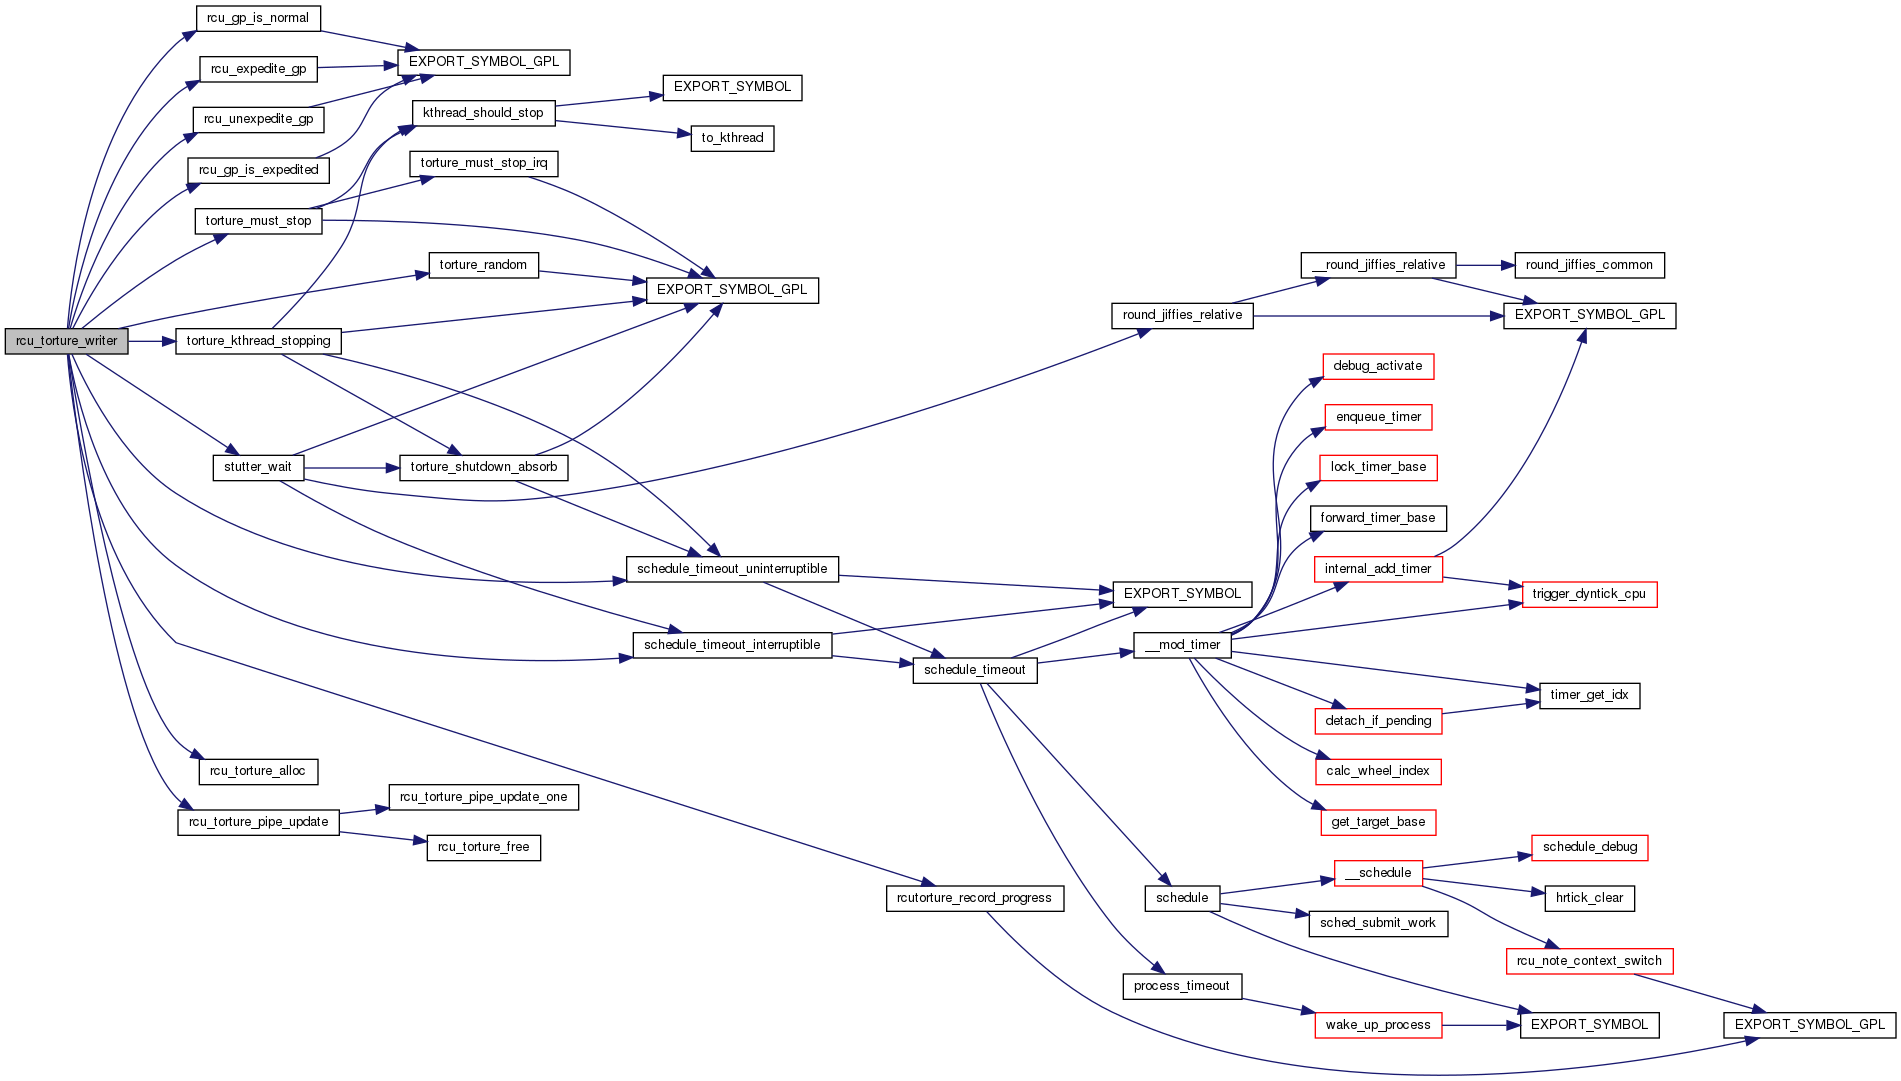 rcu_gp_is_normal
rcu_expedite_gp
EXPORT_SYMBOL_GPL
rcu_unexpedite_gp
kthread_should_stop
EXPORT_SYMBOL
to_kthread
rcu_gp_is_expedited
torture_must_stop_irq
torture_must_stop
torture_random
EXPORT_SYMBOL_GPL
__round_jiffies_relative
round_jiffies_common
round_jiffies_relative
EXPORT_SYMBOL_GPL
rcu_torture_writer
torture_kthread_stopping
debug_activate
enqueue_timer
stutter_wait
torture_shutdown_absorb
lock_timer_base
forward_timer_base
schedule_timeout_uninterruptible
internal_add_timer
EXPORT_SYMBOL
trigger_dyntick_cpu
schedule_timeout_interruptible
__mod_timer
schedule_timeout
timer_get_idx
detach_if_pending
rcu_torture_alloc
calc_wheel_index
rcu_torture_pipe_update_one
rcu_torture_pipe_update
get_target_base
rcu_torture_free
schedule_debug
__schedule
rcutorture_record_progress
schedule
hrtick_clear
sched_submit_work
rcu_note_context_switch
process_timeout
wake_up_process
EXPORT_SYMBOL
EXPORT_SYMBOL_GPL